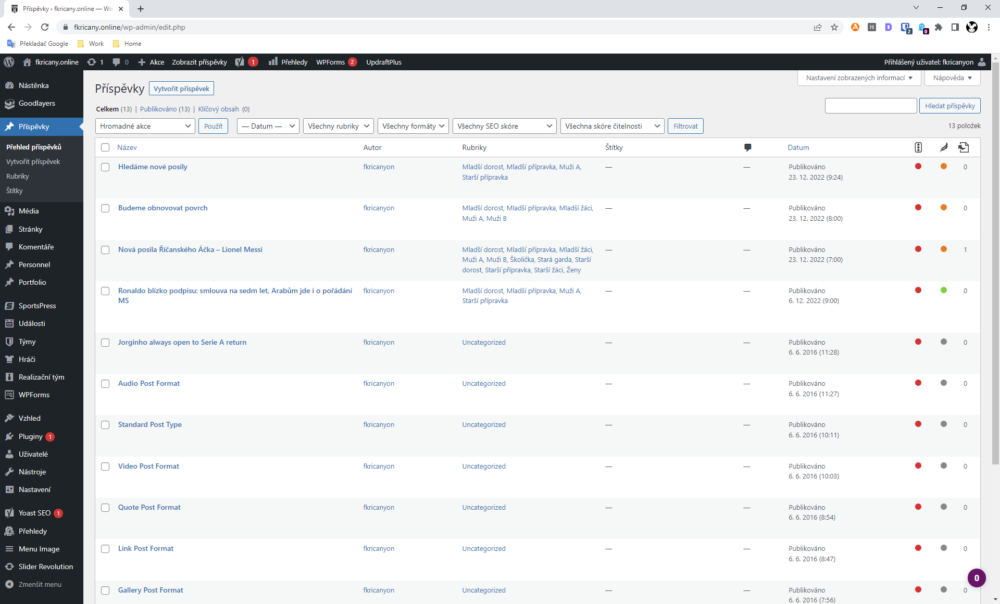 Příspěvky ‹ fkricany.online — Wo
fkricany.online/wp-admin/edit.php
H
D
2
0
Překladač Google
Work
Home
fkricany.online
1
0
Akce
Zobrazit příspěvky
1
Přehledy
WPForms 2
UpdraftPlus
Přihlášený uživatel: fkricanyon
Nástěnka
Goodlayers
Příspěvky
Přehled příspěvků
Vytvořit příspěvek
Rubriky
Štítky
Média
Stránky
Komentáře
Personnel
Portfolio
SportsPress
Události
Týmy
Hráči
Realizační tým
WPForms
Vzhled
Pluginy 1
Uživatelé
Nástroje
Nastavení
Yoast SEO 1
Přehledy
Menu Image
Slider Revolution
Zmenšit menu
Příspěvky Vytvořit příspěvek
Nastavení zobrazených informací ▼
Nápověda ▼
Celkem (13) | Publikováno (13) | Klíčový obsah (0)
Hledat příspěvky
Hromadné akce Použít — Datum — Všechny rubriky Všechny formáty Všechny SEO skóre Všechna skóre čitelnosti Filtrovat 13 položek
Název Autor Rubriky Štítky Datum
Hledáme nové posily fkricanyon Mladší dorost, Mladší přípravka, Muži A, — — Publikováno 0
Starší přípravka 23. 12. 2022 (9:24)
Budeme obnovovat povrch fkricanyon Mladší dorost, Mladší přípravka, Mladší žáci, — — Publikováno 0
Muži A, Muži B 23. 12. 2022 (8:00)
Nová posila Říčanského Áčka – Lionel Messi fkricanyon Mladší dorost, Mladší přípravka, Mladší žáci, — — Publikováno 1
Muži A, Muži B, Školička, Stará garda, Starší 23. 12. 2022 (7:00)
dorost, Starší přípravka, Starší žáci, Ženy
Ronaldo blízko podpisu: smlouva na sedm let, Arabům jde i o pořádání fkricanyon Mladší dorost, Mladší přípravka, Muži A, — — Publikováno 0
MS Starší přípravka 6. 12. 2022 (9:00)
Jorginho always open to Serie A return fkricanyon Uncategorized — — Publikováno 0
6. 6. 2016 (11:28)
Audio Post Format fkricanyon Uncategorized — — Publikováno 0
6. 6. 2016 (11:27)
Standard Post Type fkricanyon Uncategorized — — Publikováno 0
6. 6. 2016 (10:11)
Video Post Format fkricanyon Uncategorized — — Publikováno 0
6. 6. 2016 (10:03)
Quote Post Format fkricanyon Uncategorized — — Publikováno 0
6. 6. 2016 (8:54)
Link Post Format fkricanyon Uncategorized — — Publikováno 0
6. 6. 2016 (8:47)
0
Gallery Post Format fkricanyon Uncategorized — — Publikováno 0
6. 6. 2016 (7:56)